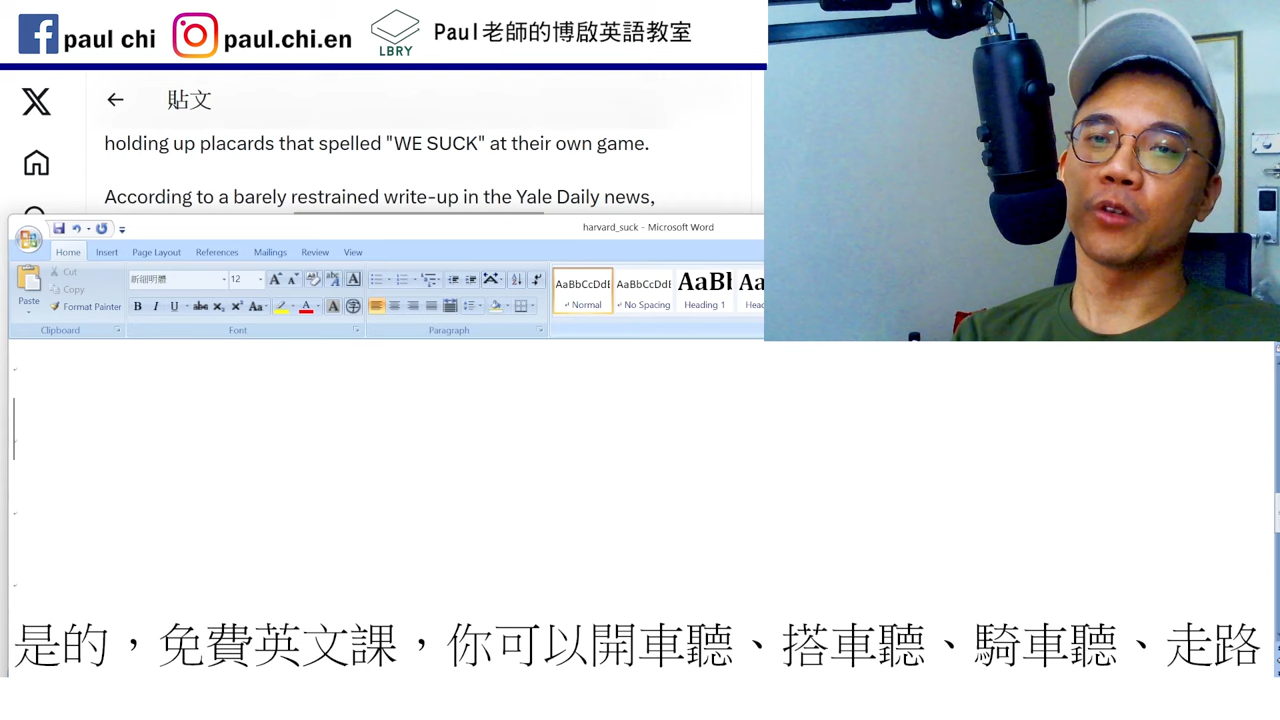 paul chi
paul.chi.en
LBRY
Paul老師的博啟英語教室
貼文
holding up placards that spelled "WE SUCK" at their own game.
According to a barely restrained write-up in the Yale Daily news,
harvard_suck - Microsoft Word
Home Insert Page Layout References Mailings Review View
Paste
Cut
Copy
Format Painter
Clipboard
新細明體 12
Font
Paragraph
AaBbCcDdE AaBbCcDdE AaBb Aa
Normal No Spacing Heading 1 Head
是的，免費英文課，你可以開車聽、搭車聽、騎車聽、走路